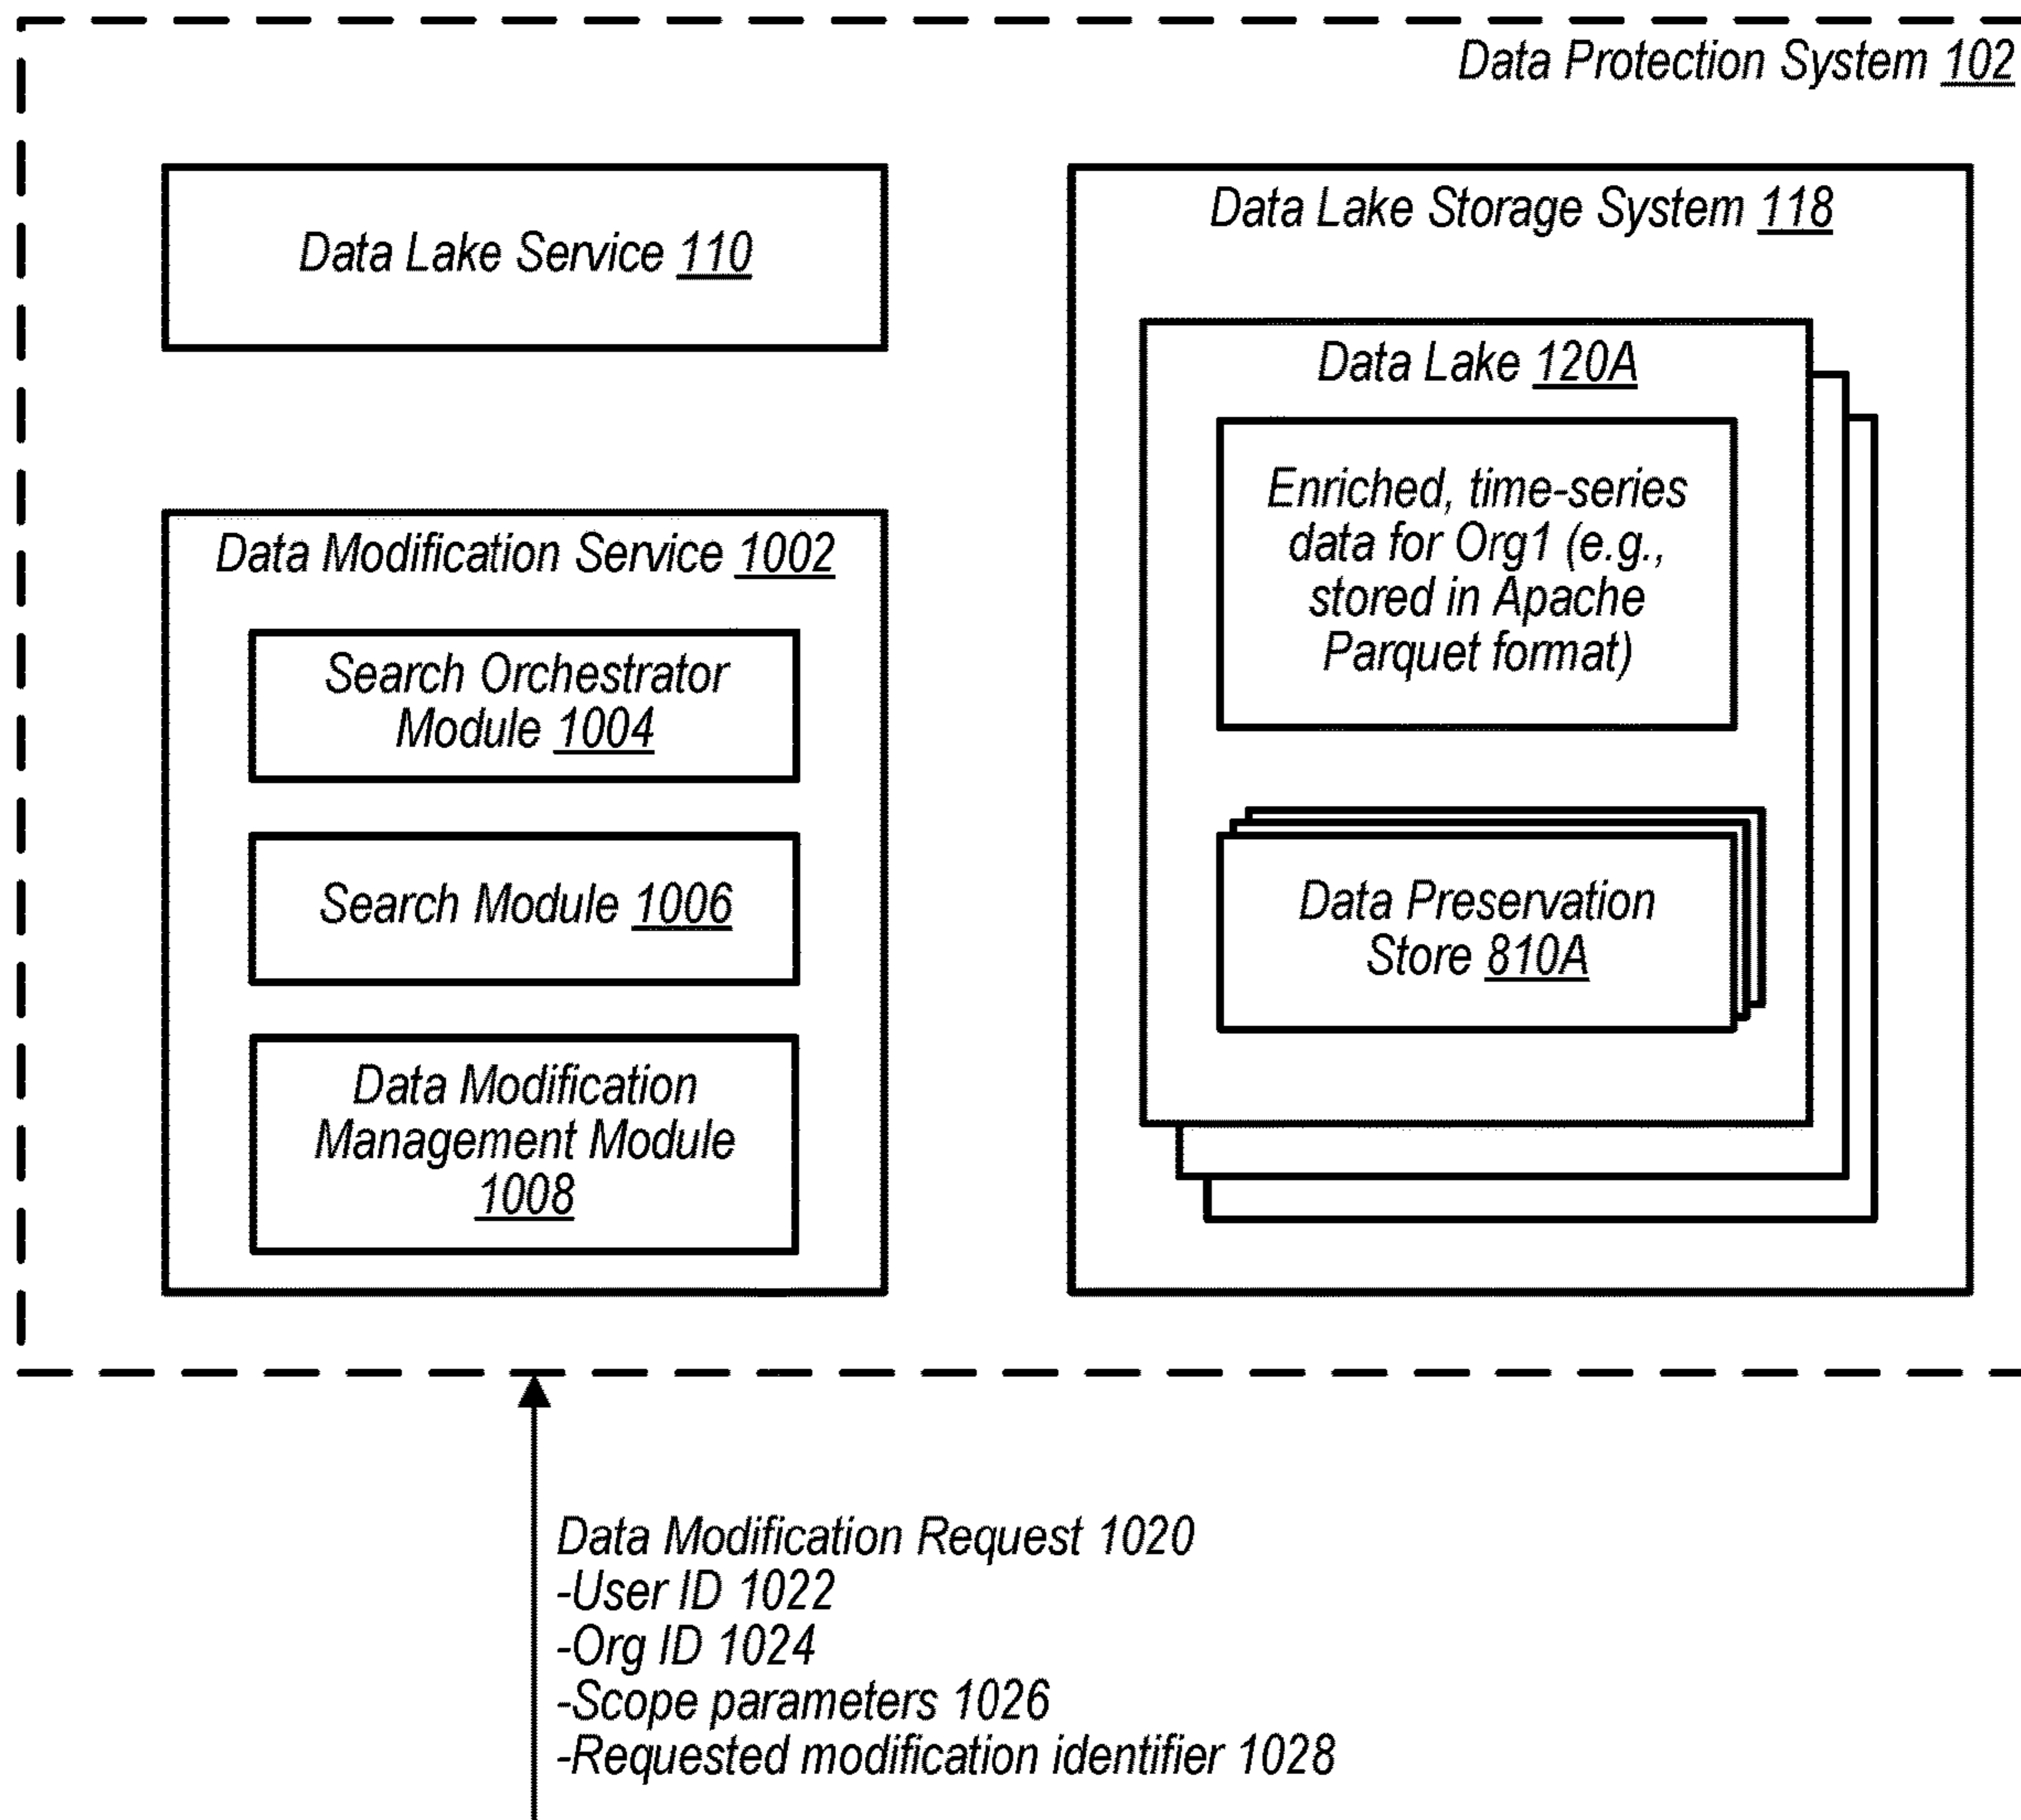 Data Protection System 102
Data Lake Service 110
Data Modification Service 1002
Search Orchestrator
Module 1004
Search Module 1006
Data Modification
Management Module
1008
Data Lake Storage System 118
Data Lake 120A
Enriched, time-series
data for Org1 (e.g.,
stored in Apache
Parquet format)
Data Preservation
Store 810A
Data Modification Request 1020
-User ID 1022
-Org ID 1024
-Scope parameters 1026
-Requested modification identifier 1028